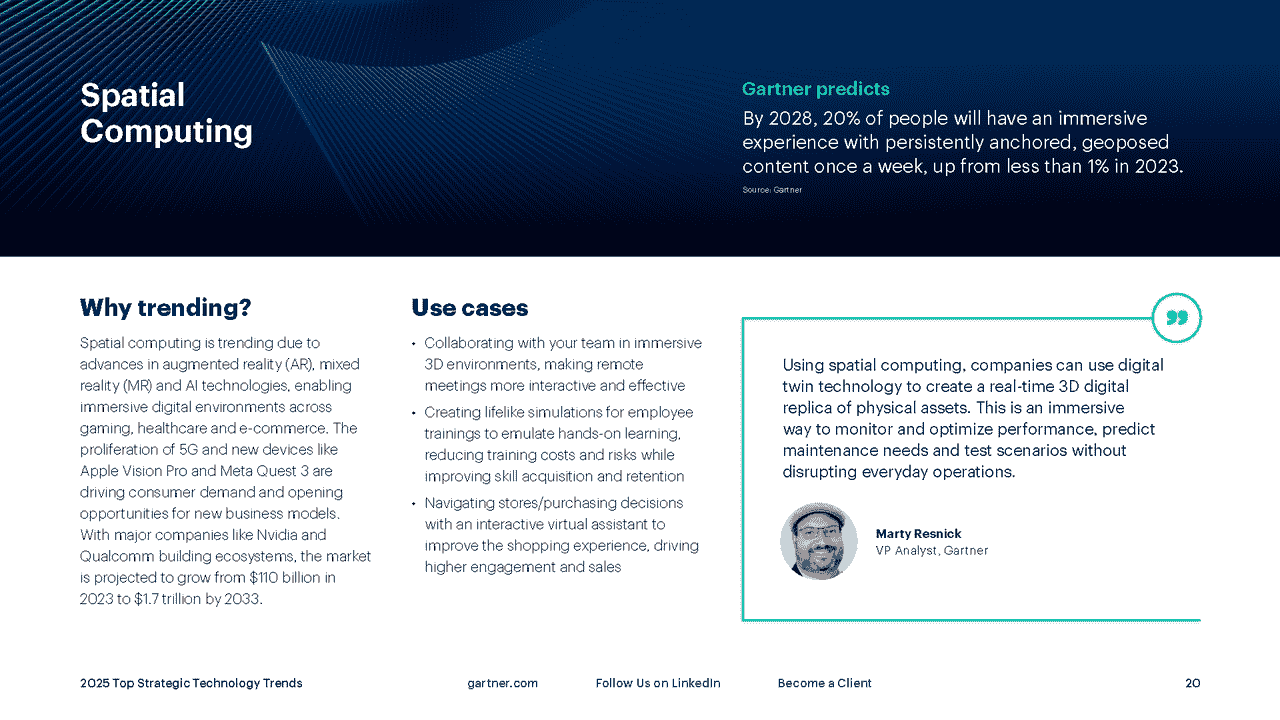 Spatial
Computing
Gartner predicts
By 2028, 20% of people will have an immersive
experience with persistently anchored, geoposed
content once a week, up from less than 1% in 2023.
Source: Gartner
Why trending?
Spatial computing is trending due to
advances in augmented reality (AR), mixed
reality (MR) and AI technologies, enabling
immersive digital environments across
gaming, healthcare and e-commerce. The
proliferation of 5G and new devices like
Apple Vision Pro and Meta Quest 3 are
driving consumer demand and opening
opportunities for new business models.
With major companies like Nvidia and
Qualcomm building ecosystems, the market
is projected to grow from $110 billion in
2023 to $1.7 trillion by 2033.
Use cases
• Collaborating with your team in immersive
3D environments, making remote
meetings more interactive and effective
• Creating lifelike simulations for employee
trainings to emulate hands-on learning,
reducing training costs and risks while
improving skill acquisition and retention
• Navigating stores/purchasing decisions
with an interactive virtual assistant to
improve the shopping experience, driving
higher engagement and sales
”
Using spatial computing, companies can use digital
twin technology to create a real-time 3D digital
replica of physical assets. This is an immersive
way to monitor and optimize performance, predict
maintenance needs and test scenarios without
disrupting everyday operations.
Marty Resnick
VP Analyst, Gartner
2025 Top Strategic Technology Trends
gartner.com
Follow Us on LinkedIn
Become a Client
20